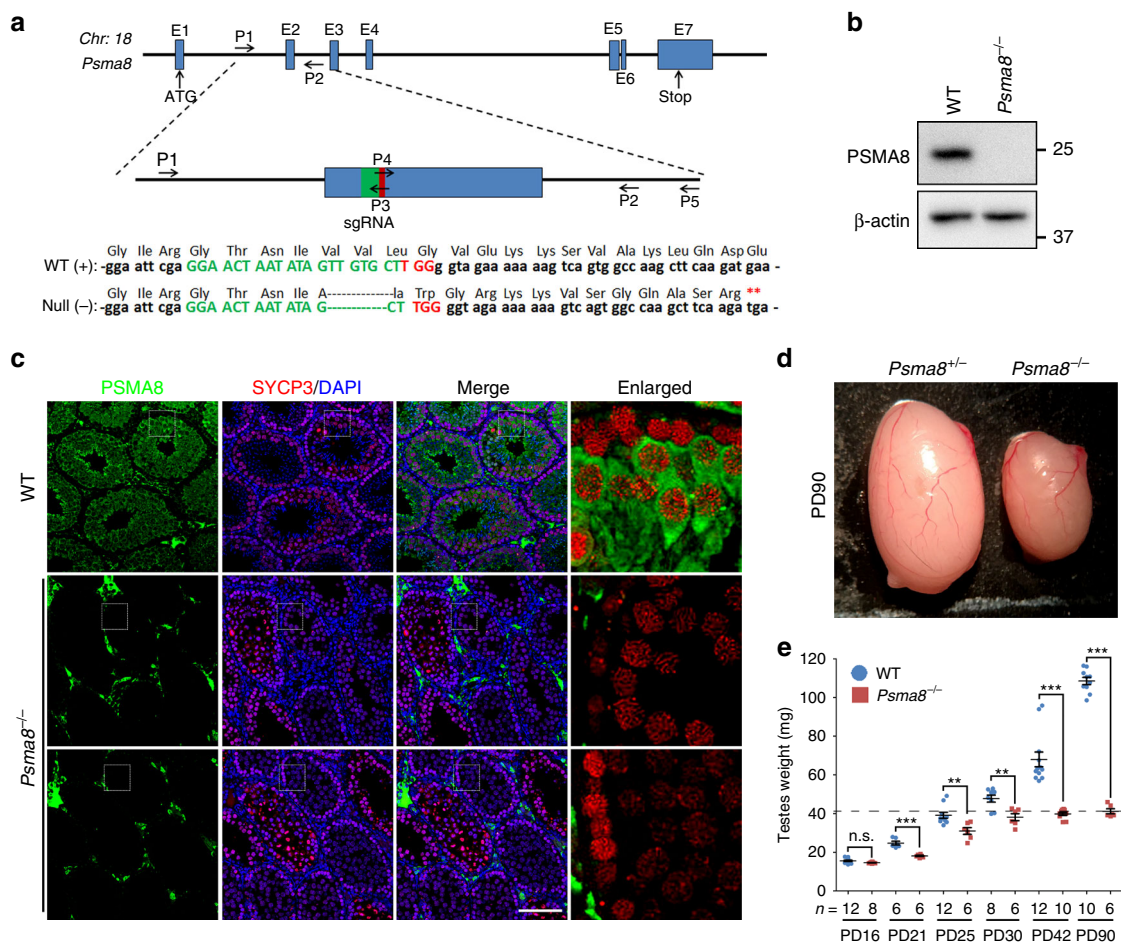 a
Chr: 18
Psma8
E1
P1
E2
E3
E4
E5
E7
P2
E6
ATG
Stop
P1
P4
P3
P2
P5
sgRNA
Gly Ile Arg Gly Thr Asn Ile Val Val Leu Gly Val Glu Lys Lys Ser Val Ala Lys Leu Gln Asp Glu
WT (+): -gga att cga GGA ACT AAT ATA GTT GTG CTT GGg gta gaa aaa aag tca gtg gcc aag ctt caa gat gaa -
Gly Ile Arg Gly Thr Asn Ile A-------------la Trp Gly Arg Lys Lys Val Ser Gly Gln Ala Ser Arg **
Null (–): -gga att cga GGA ACT AAT ATA G-----------CT TGG ggt aga aaa aaa gtc agt ggc caa gct tca aga tga -
b
WT
Psma8–/–
PSMA8
25
β-actin
37
c
PSMA8
SYCP3/DAPI
Merge
Enlarged
WT
Psma8–/–
d
Psma8+/–
Psma8–/–
PD90
e
WT
Psma8–/–
Testes weight (mg)
120
100
80
60
40
20
0
n.s.
***
**
**
***
***
n = 12 8 6 6 12 6 8 6 12 10 10 6
PD16 PD21 PD25 PD30 PD42 PD90